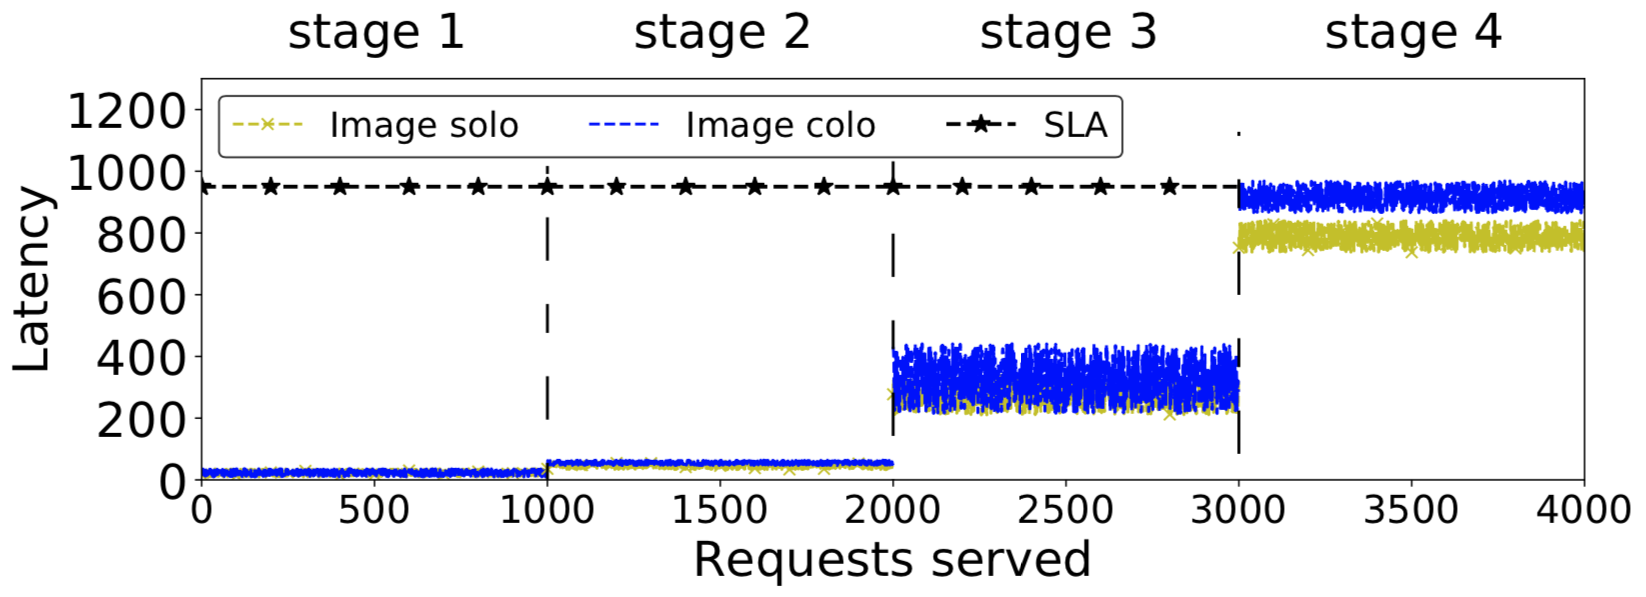 stage 1 stage 2 stage 3 stage 4
Image solo Image colo SLA
1200
1000
800
600
400
200
0
Latency
0 500 1000 1500 2000 2500 3000 3500 4000
Requests served